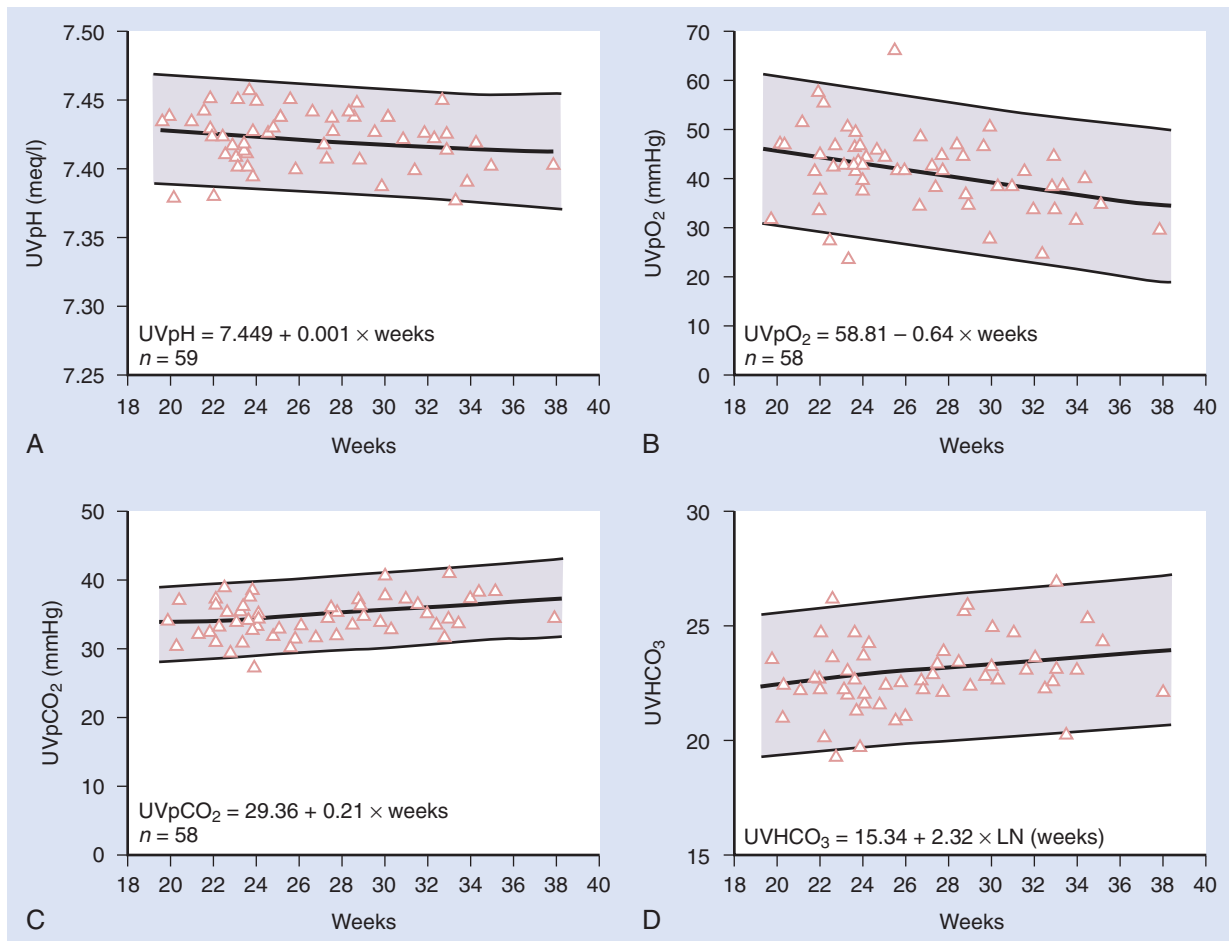 7.50
7.45
7.40
7.35
7.30
7.25
UVpH (meq/l)
UVpH = 7.449 + 0.001 × weeks
n = 59
18 20 22 24 26 28 30 32 34 36 38 40
Weeks
A
70
60
50
40
30
20
0
UVpO₂ (mmHg)
UVpO₂ = 58.81 – 0.64 × weeks
n = 58
18 20 22 24 26 28 30 32 34 36 38 40
Weeks
B
50
40
30
20
10
0
UVpCO₂ (mmHg)
UVpCO₂ = 29.36 + 0.21 × weeks
n = 58
18 20 22 24 26 28 30 32 34 36 38 40
Weeks
C
30
25
20
15
UVHCO₃
UVHCO₃ = 15.34 + 2.32 × LN (weeks)
18 20 22 24 26 28 30 32 34 36 38 40
Weeks
D